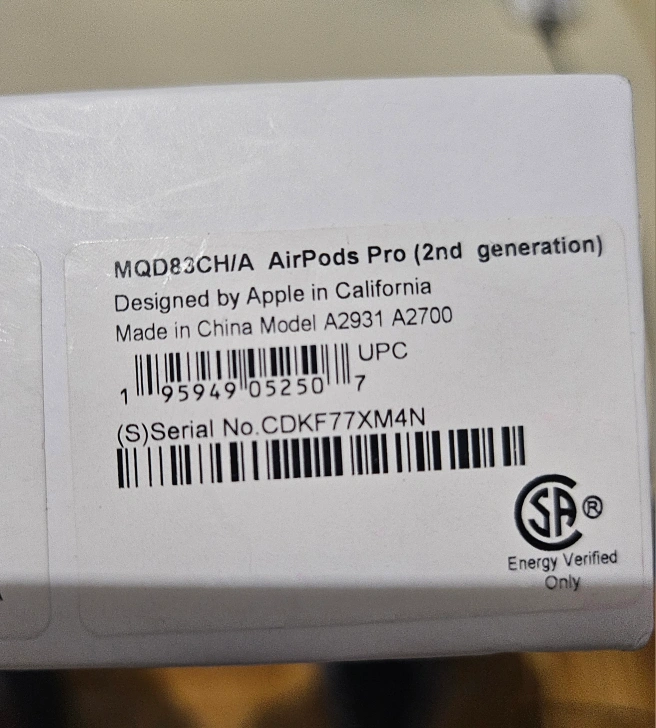 MQD83CH/A AirPods Pro (2nd generation)
Designed by Apple in California
Made in China Model A2931 A2700
UPC
1 95949 05250 7
(S)Serial No.CDKF77XM4N
CSA®
Energy Verified
Only